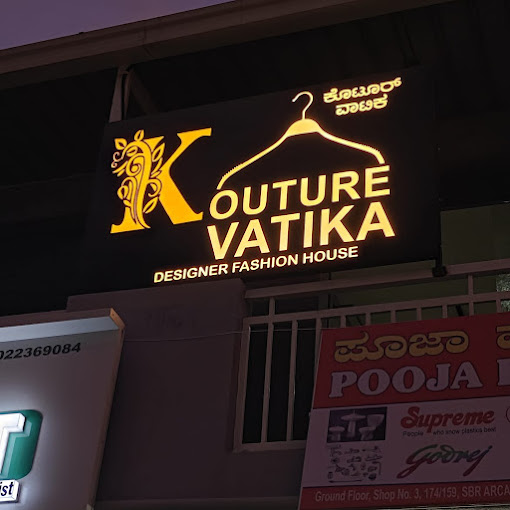 ಕೊಟೂರ್
ವಾಟಿಕ
KOUTURE
VATIKA
DESIGNER FASHION HOUSE
022369084
ಪೂಜಾ
POOJA
Supreme
People who know plastics best
Godrej
Ground Floor, Shop No. 3, 174/159, SBR ARCA